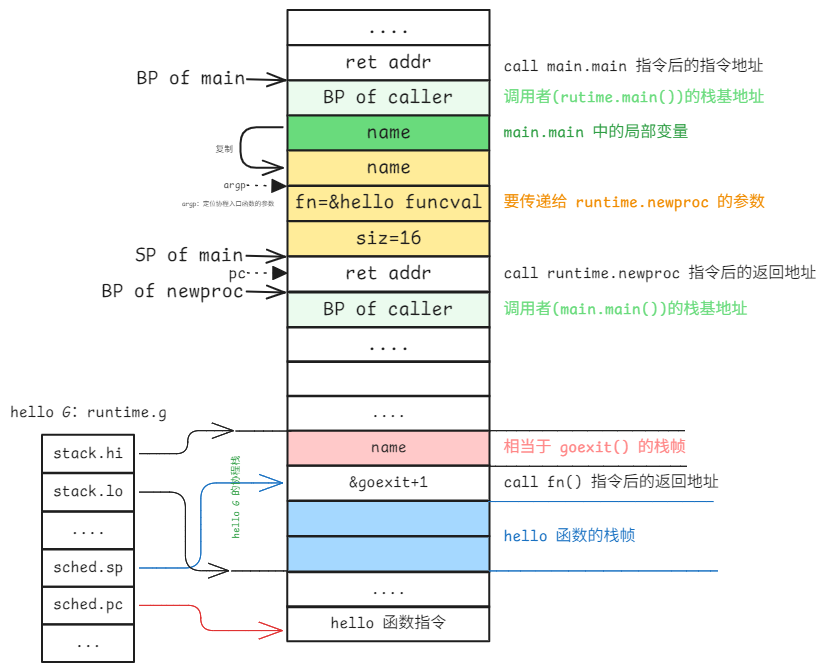 ....
ret addr
call main.main 指令后的指令地址
BP of main
BP of caller
调用者(rutime.main())的栈基地址
name
main.main 中的局部变量
复制
name
argp
argp: 定位协程入口函数的参数
fn=&hello funcval
要传递给 runtime.newproc 的参数
siz=16
SP of main
pc
ret addr
call runtime.newproc 指令后的返回地址
BP of newproc
BP of caller
调用者(main.main())的栈基地址
....
....
hello G: runtime.g
name
相当于 goexit() 的栈帧
stack.hi
&goexit+1
call fn() 指令后的返回地址
stack.lo
hello G 的协程栈
....
hello 函数的栈帧
sched.sp
....
sched.pc
hello 函数指令
...